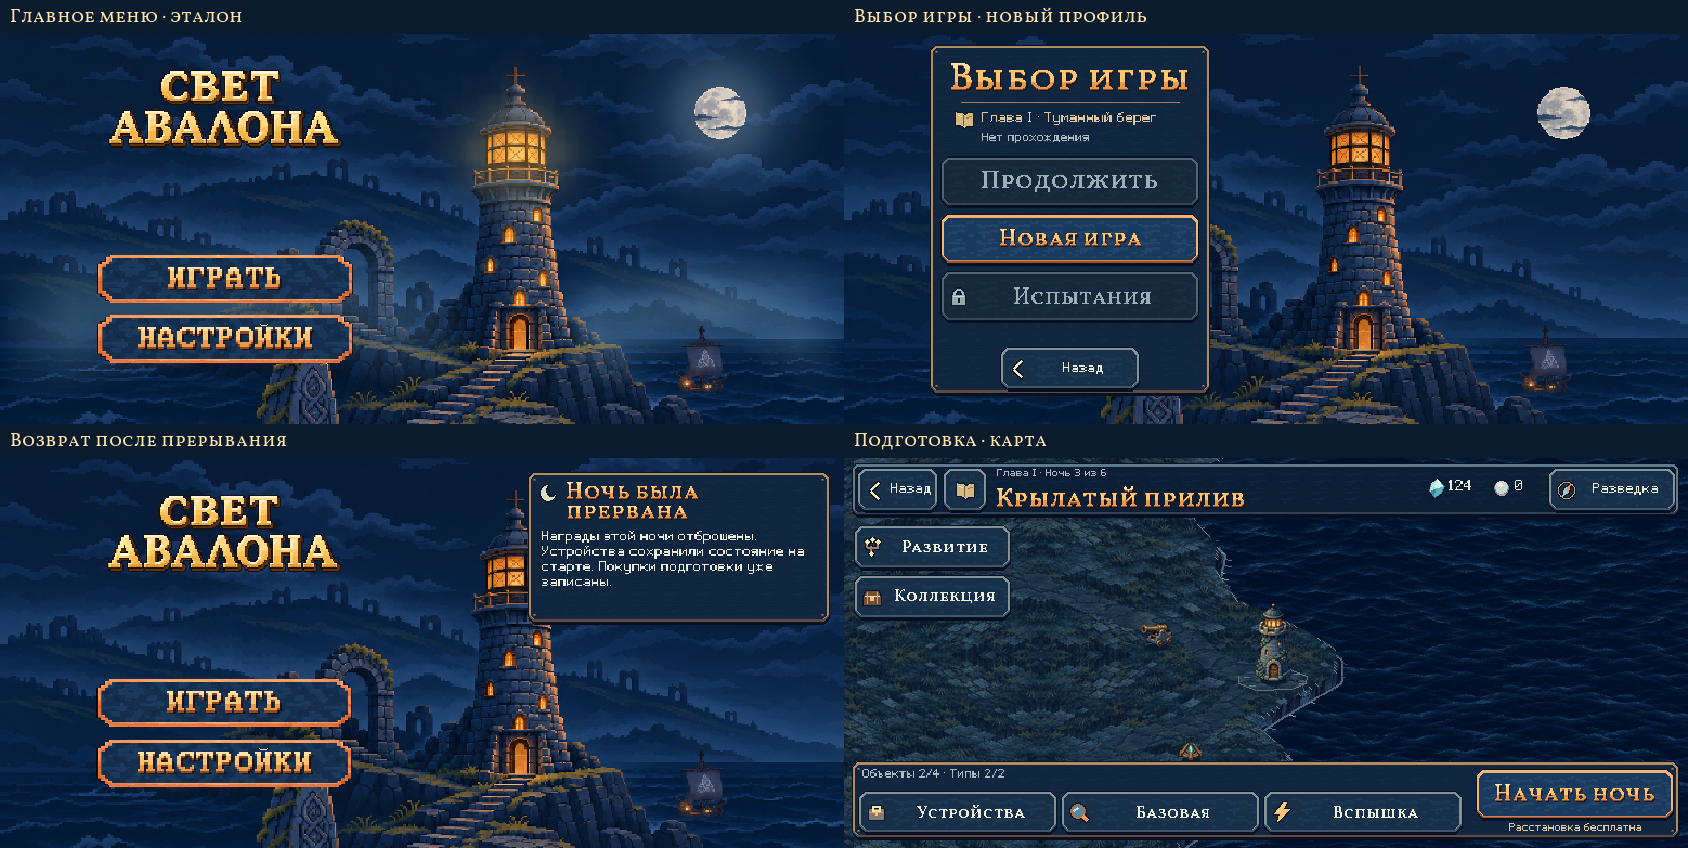 Главное меню · эталон
СВЕТ
АВАЛОНА
ИГРАТЬ
НАСТРОЙКИ
Выбор игры · новый профиль
Выбор игры
Глава I · Туманный берег
Нет прохождения
Продолжить
Новая игра
Испытания
Назад
Возврат после прерывания
СВЕТ
АВАЛОНА
ИГРАТЬ
НАСТРОЙКИ
Ночь была
прервана
Награды этой ночи отброшены.
Устройства сохранили состояние на
старте. Покупки подготовки уже
записаны.
Подготовка · карта
Назад
Глава I · Ночь 3 из 6
Крылатый прилив
124
0
Разведка
Развитие
Коллекция
Объекты 2/4 · Типы 2/2
Устройства
Базовая
Вспышка
Начать ночь
Расстановка бесплатна